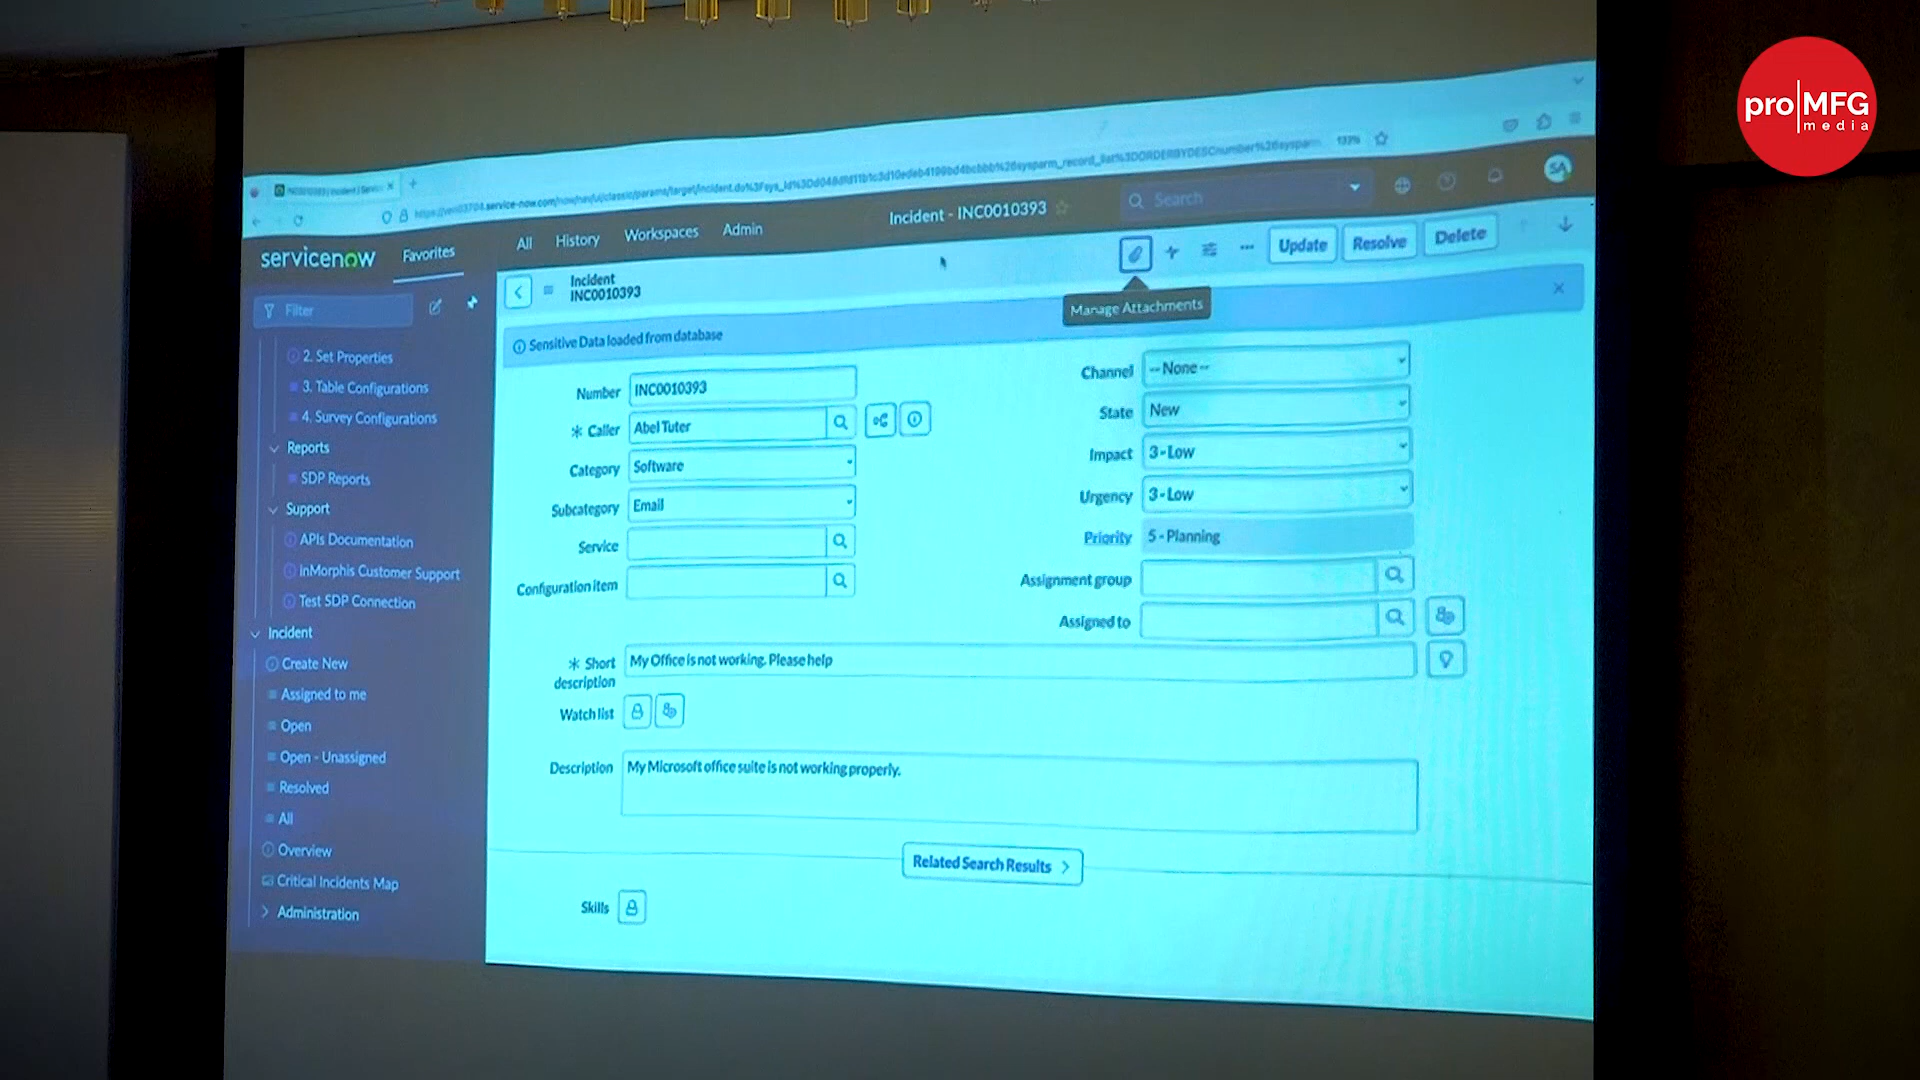 pro|MFG
media
INC0010393 | Incident | Service
133%
servicenow
Favorites
All
History
Workspaces
Admin
Incident - INC0010393
Search
SA
Filter
Incident
INC0010393
Update
Resolve
Delete
Manage Attachments
Sensitive Data loaded from database
2. Set Properties
3. Table Configurations
4. Survey Configurations
Reports
SDP Reports
Support
APIs Documentation
InMorphis Customer Support
Test SDP Connection
Incident
Create New
Assigned to me
Open
Open - Unassigned
Resolved
All
Overview
Critical Incidents Map
Administration
Number INC0010393
* Caller Abel Tuter
Category Software
Subcategory Email
Service
Configuration item
Channel -- None --
State New
Impact 3 - Low
Urgency 3 - Low
Priority 5 - Planning
Assignment group
Assigned to
* Short description My Office is not working. Please help
Watch list
Description My Microsoft office suite is not working properly.
Related Search Results >
Skills